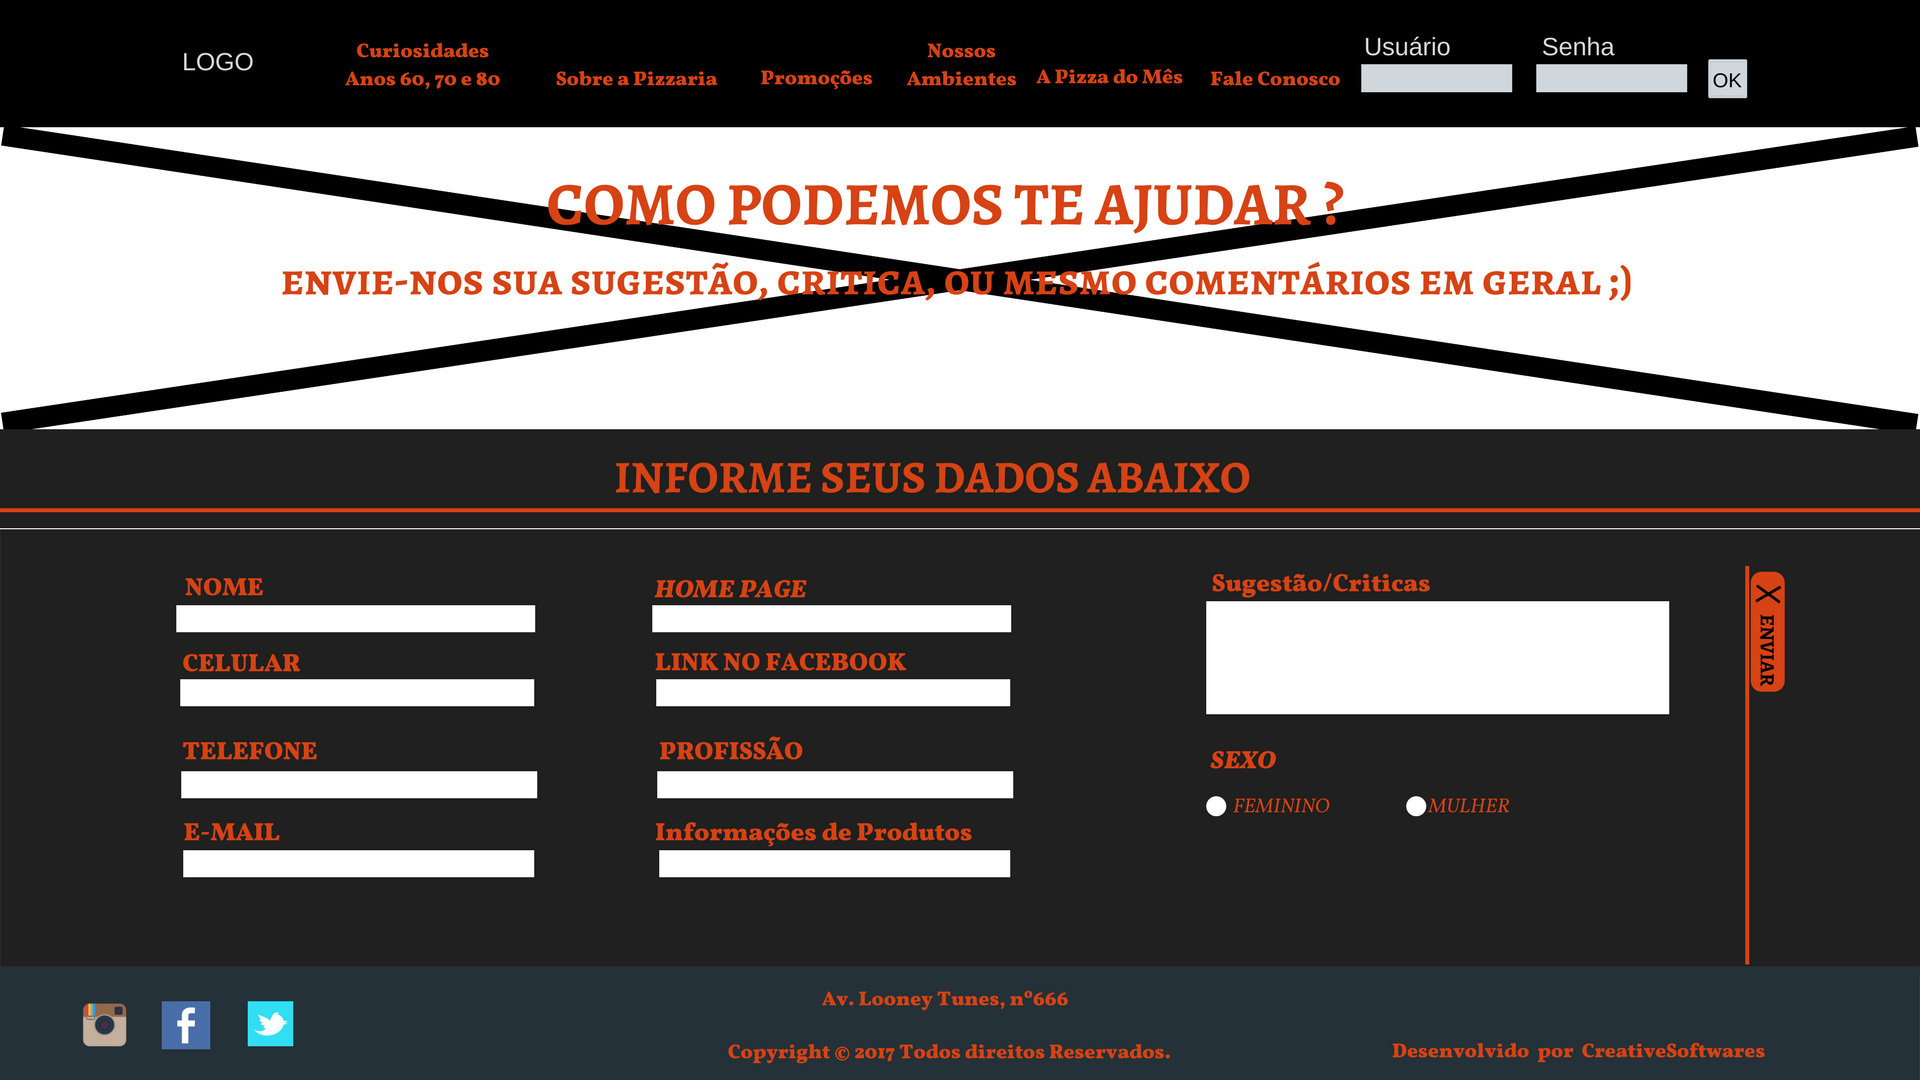 LOGO
Curiosidades
Anos 60, 70 e 80
Sobre a Pizzaria
Promoções
Nossos
Ambientes
A Pizza do Mês
Fale Conosco
Usuário
Senha
OK
COMO PODEMOS TE AJUDAR ?
ENVIE-NOS SUA SUGESTÃO, CRITICA, OU MESMO COMENTÁRIOS EM GERAL ;)
INFORME SEUS DADOS ABAIXO
NOME
CELULAR
TELEFONE
E-MAIL
HOME PAGE
LINK NO FACEBOOK
PROFISSÃO
Informações de Produtos
Sugestão/Criticas
SEXO
FEMININO
MULHER
X ENVIAR
Av. Looney Tunes, nº666
Copyright © 2017 Todos direitos Reservados.
Desenvolvido por CreativeSoftwares